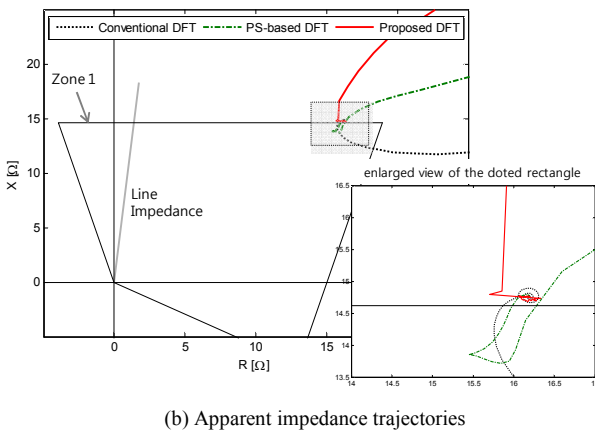 Conventional DFT PS-based DFT Proposed DFT
20
15
10
5
0
0 5 10 15
X [Ω]
R [Ω]
Zone 1
Line
Impedance
enlarged view of the doted rectangle
16.5
16
15.5
15
14.5
14
13.5
14 14.5 15 15.5 16 16.5 17
(b) Apparent impedance trajectories